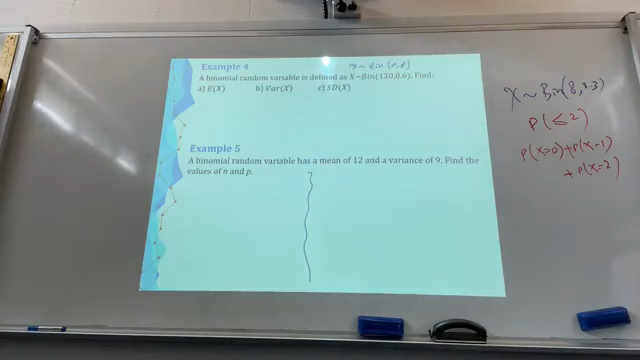 Example 4
X ~ Bin (n, p)
A binomial random variable is defined as X~Bin(130,0.6). Find:
a) E(X) b) Var(X) c) SD(X)
Example 5
A binomial random variable has a mean of 12 and a variance of 9. Find the
values of n and p.
X ~ Bin(8, 0.3)
P(≤2)
P(X=0)+P(X=1)
+P(X=2)